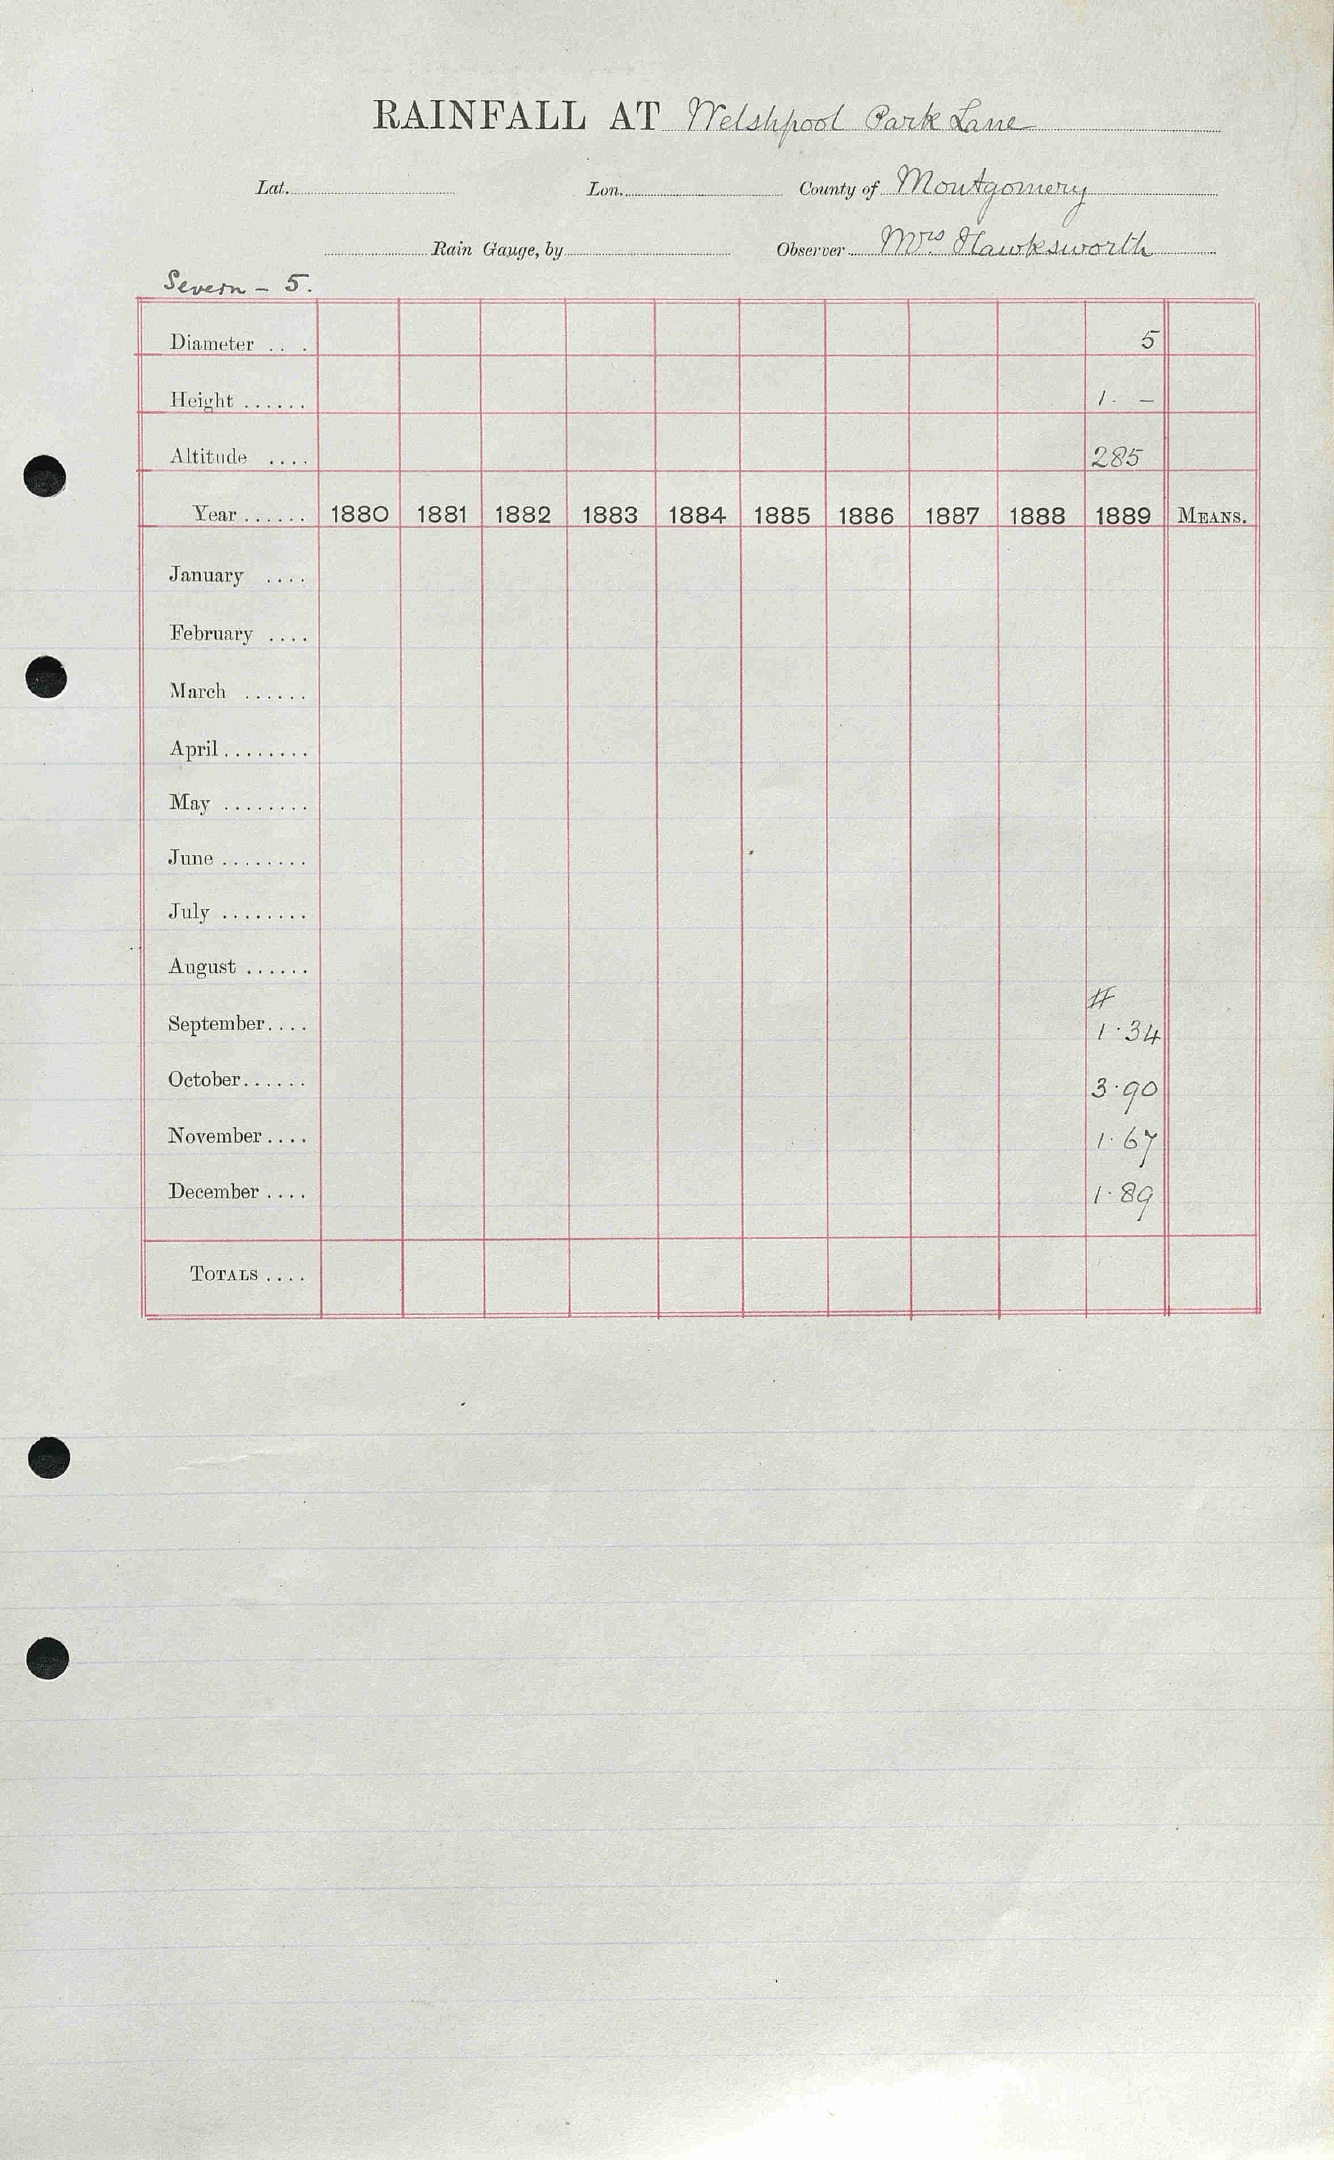 RAINFALL AT Welshpool Park Lane
Lat. Lon. County of Montgomery
Rain Gauge, by Observer Mrs. Hawksworth
Severn – 5.
Diameter . . . 5
Height ...... 1. –
Altitude .... 285
Year ...... 1880 1881 1882 1883 1884 1885 1886 1887 1888 1889 MEANS.
January ....
February ....
March ......
April ........
May ........
June ........
July ........
August ......
#
September .... 1.34
October ...... 3.90
November .... 1.67
December .... 1.89
TOTALS ....